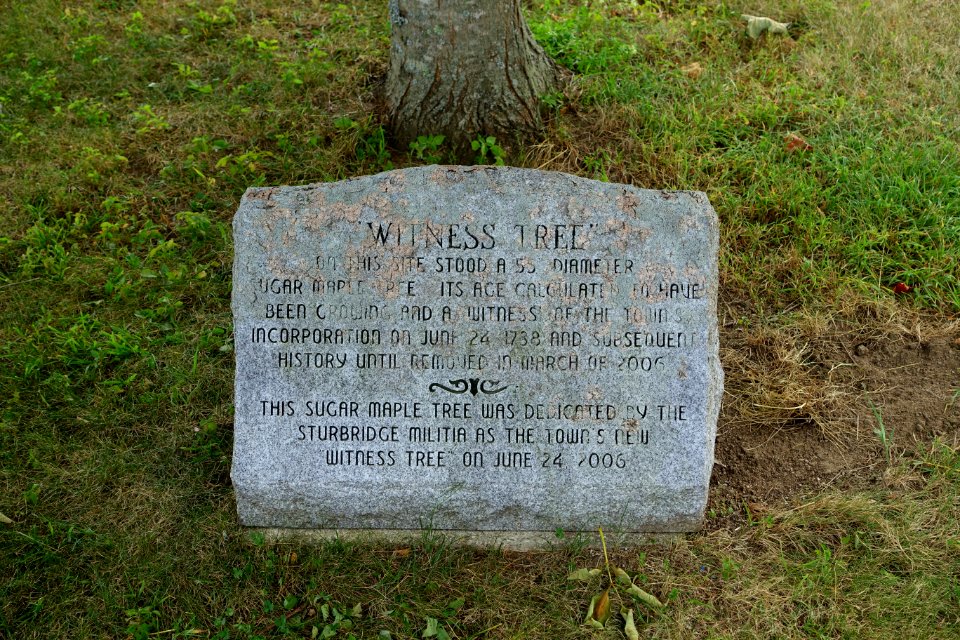 "WITNESS TREE"
ON THIS SITE STOOD A 55" DIAMETER
SUGAR MAPLE TREE ITS AGE CALCULATED TO HAVE
BEEN GROWING AND A "WITNESS" OF THE TOWN'S
INCORPORATION ON JUNE 24, 1738 AND SUBSEQUENT
HISTORY UNTIL REMOVED IN MARCH OF 2006
THIS SUGAR MAPLE TREE WAS DEDICATED BY THE
STURBRIDGE MILITIA AS THE TOWN'S NEW
"WITNESS TREE" ON JUNE 24, 2006